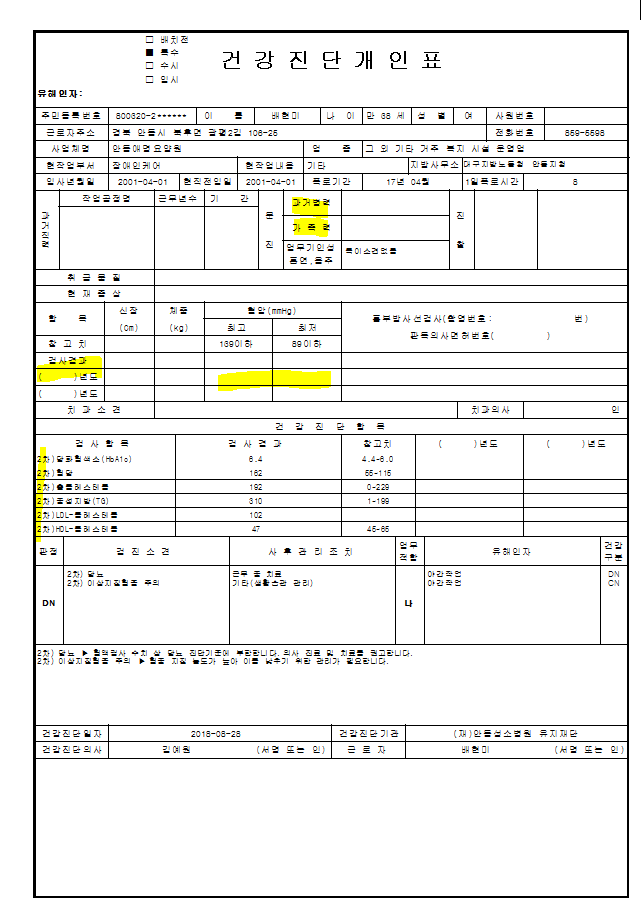 □ 배치전
■ 특수
□ 수시
□ 임시
건 강 진 단 개 인 표
유해인자:
주민등록번호 800820-2****** 이 름 배현미 나 이 만 38 세 성 별 여 사원번호
근로자주소 경북 안동시 북후면 광평2길 106-25 전화번호 859-5598
사업체명 안동애명요양원 업 종 그 외 기타 거주 복지 시설 운영업
현작업부서 장애인케어 현작업내용 기타 지방사무소 대구지방노동청 안동지청
입사년월일 2001-04-01 현직전입일 2001-04-01 폭로기간 17년 04월 1일폭로시간 8
과거직력 작업공정명 근무년수 기 간 문진 과거병력 진찰
가 족 력
업무기인성 특이소견없음
흡연,음주
취 급 물 질
현 재 증 상
항 목 신장(Cm) 체중(kg) 혈압(mmHg) 흉부방사선검사(촬영번호: 번)
최고 최저 판독의사면허번호( )
참 고 치 139이하 89이하
검사결과
( )년도
( )년도
치 과 소 견 치과의사 인
건 강 진 단 항 목
검 사 항 목 검 사 결 과 참고치 ( )년도 ( )년도
2차)당화혈색소(HbA1c) 6.4 4.4-6.0
2차)혈당 162 55-115
2차)총콜레스테롤 192 0-229
2차)중성지방(TG) 310 1-199
2차)LDL-콜레스테롤 102
2차)HDL-콜레스테롤 47 45-65
판정 검 진 소 견 사 후 관 리 조 치 업무적합 유해인자 건강구분
DN 2차) 당뇨 근무 중 치료 나 야간작업 DN
2차) 이상지질혈증 주의 기타(생활습관 관리) 야간작업 CN
2차) 당뇨 ▶ 혈액검사 수치 상 당뇨 진단기준에 부합합니다. 의사 진료 및 치료를 권고합니다.
2차) 이상지질혈증 주의 ▶ 혈중 지질 농도가 높아 이를 낮추기 위한 관리가 필요합니다.
건강진단일자 2018-08-28 건강진단기관 (재)안동성소병원 유지재단
건강진단의사 김예원 (서명 또는 인) 근 로 자 배현미 (서명 또는 인)